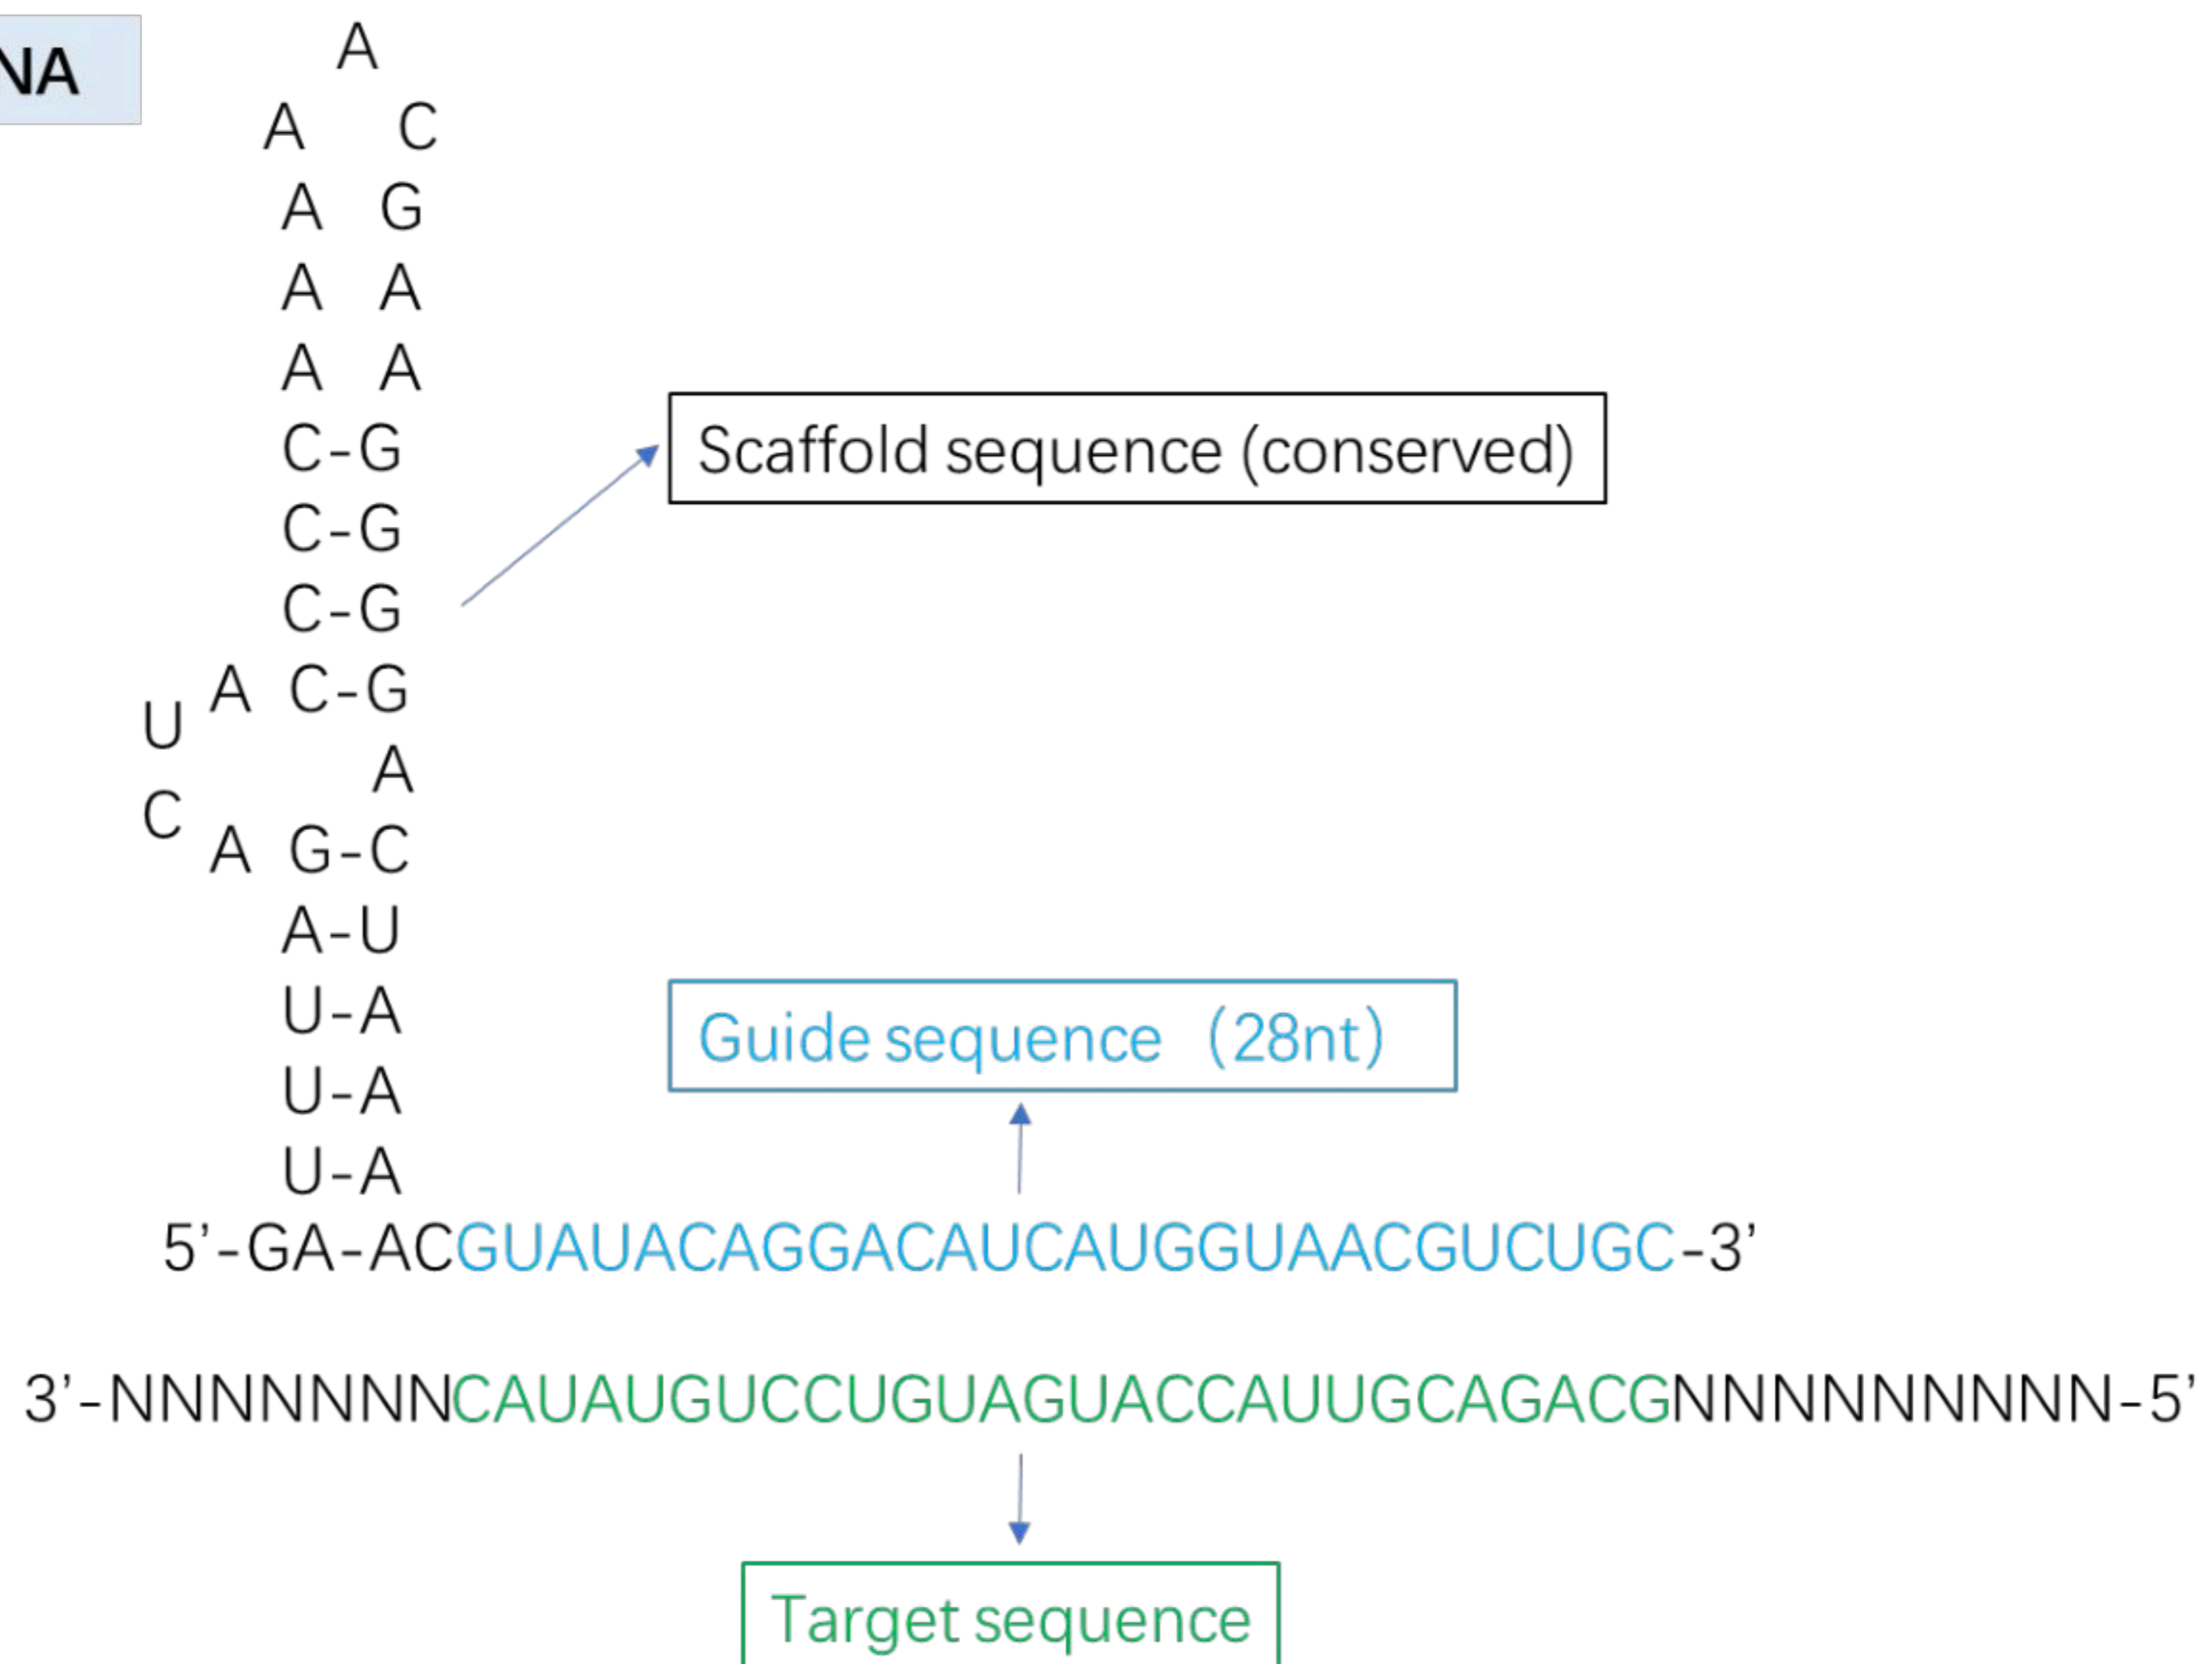 A
NA
A C
A G
A A
A A
C-G
C-G
C-G
Scaffold sequence (conserved)
U A C-G
A
C A G-C
A-U
U-A
U-A
U-A
Guide sequence (28nt)
5’-GA-ACGUAUACAGGACAUCAUGGUAACGUCUGC-3’
3’-NNNNNNNCAUAUGUCCUGUAGUACCAUUGCAGACGNNNNNNNNN-5’
Target sequence